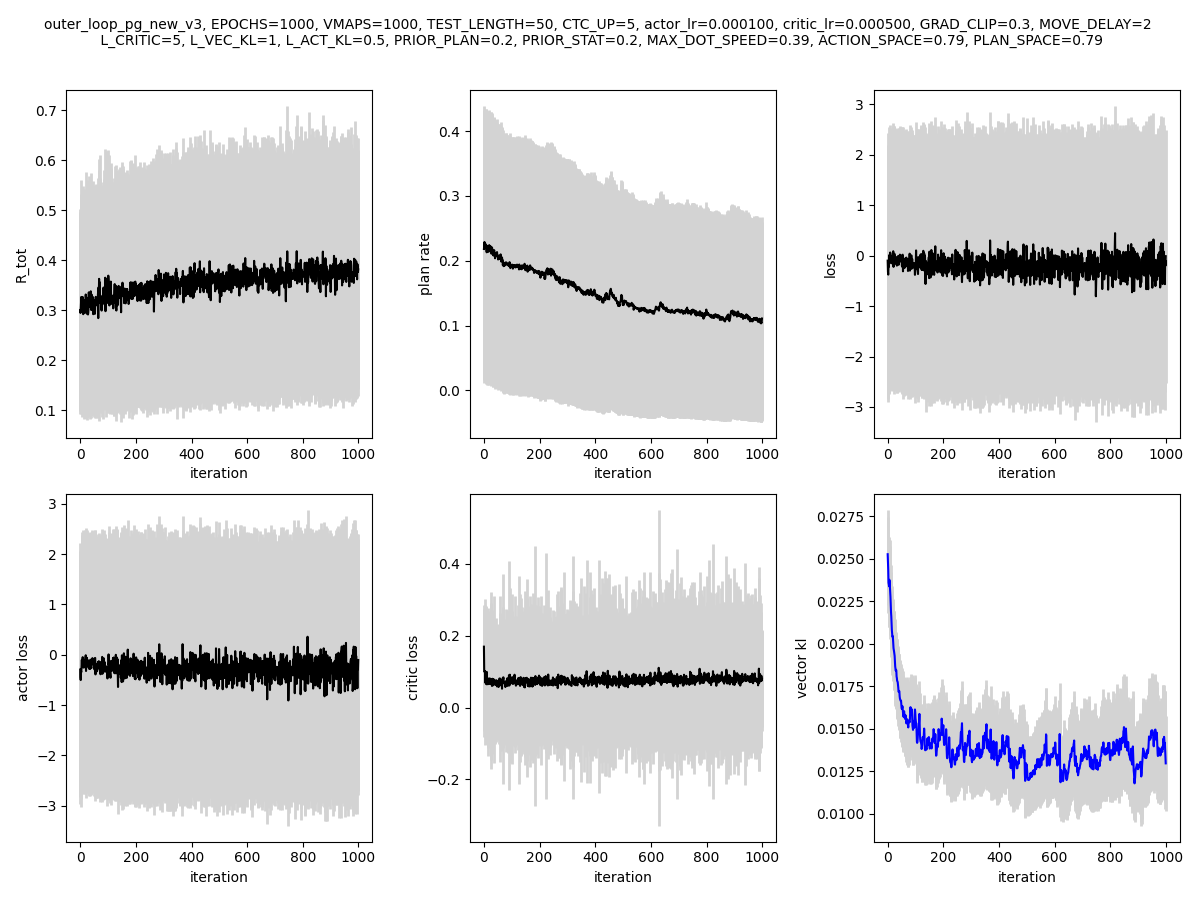 outer_loop_pg_new_v3, EPOCHS=1000, VMAPS=1000, TEST_LENGTH=50, CTC_UP=5, actor_lr=0.000100, critic_lr=0.000500, GRAD_CLIP=0.3, MOVE_DELAY=2
L_CRITIC=5, L_VEC_KL=1, L_ACT_KL=0.5, PRIOR_PLAN=0.2, PRIOR_STAT=0.2, MAX_DOT_SPEED=0.39, ACTION_SPACE=0.79, PLAN_SPACE=0.79
R_tot
0.7
0.6
0.5
0.4
0.3
0.2
0.1
0 200 400 600 800 1000
iteration
plan rate
0.4
0.3
0.2
0.1
0.0
0 200 400 600 800 1000
iteration
loss
3
2
1
0
−1
−2
−3
0 200 400 600 800 1000
iteration
actor loss
3
2
1
0
−1
−2
−3
0 200 400 600 800 1000
iteration
critic loss
0.4
0.2
0.0
−0.2
0 200 400 600 800 1000
iteration
vector kl
0.0275
0.0250
0.0225
0.0200
0.0175
0.0150
0.0125
0.0100
0 200 400 600 800 1000
iteration